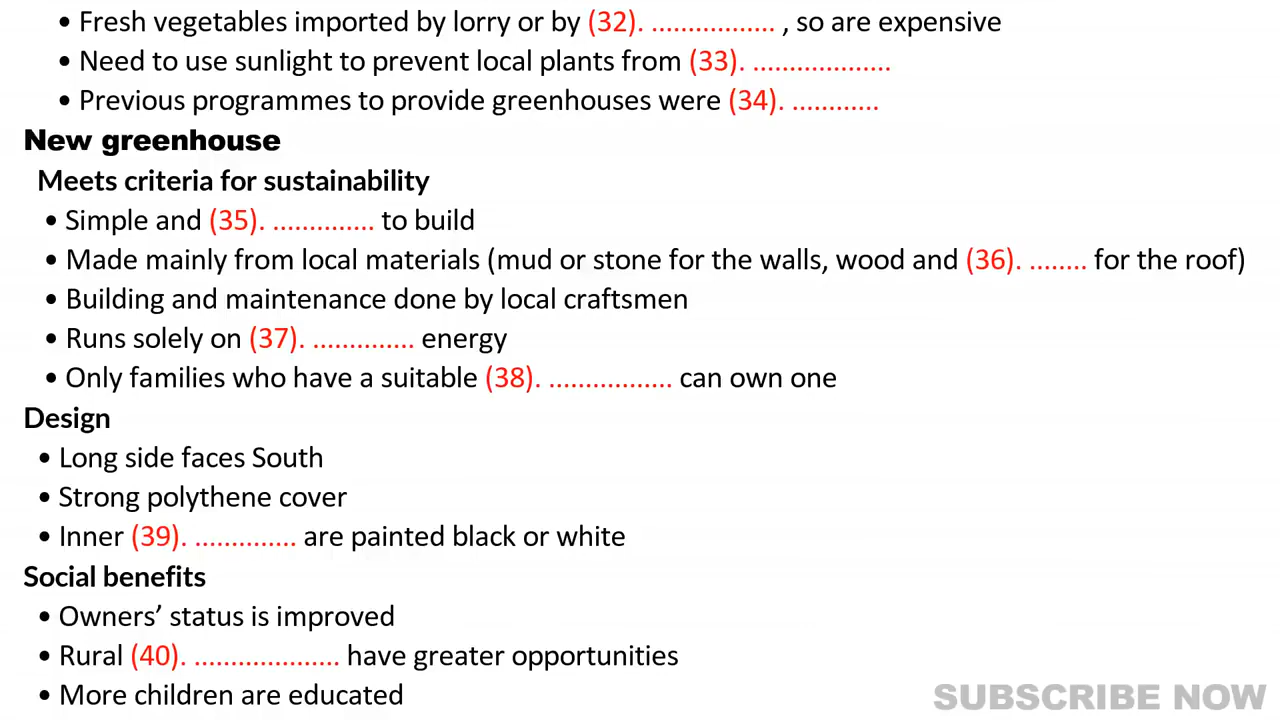 • Fresh vegetables imported by lorry or by (32). ................. , so are expensive
• Need to use sunlight to prevent local plants from (33). ...................
• Previous programmes to provide greenhouses were (34). ............
New greenhouse
Meets criteria for sustainability
• Simple and (35). .............. to build
• Made mainly from local materials (mud or stone for the walls, wood and (36). ........ for the roof)
• Building and maintenance done by local craftsmen
• Runs solely on (37). .............. energy
• Only families who have a suitable (38). ................. can own one
Design
• Long side faces South
• Strong polythene cover
• Inner (39). .............. are painted black or white
Social benefits
• Owners’ status is improved
• Rural (40). .................... have greater opportunities
• More children are educated
SUBSCRIBE NOW